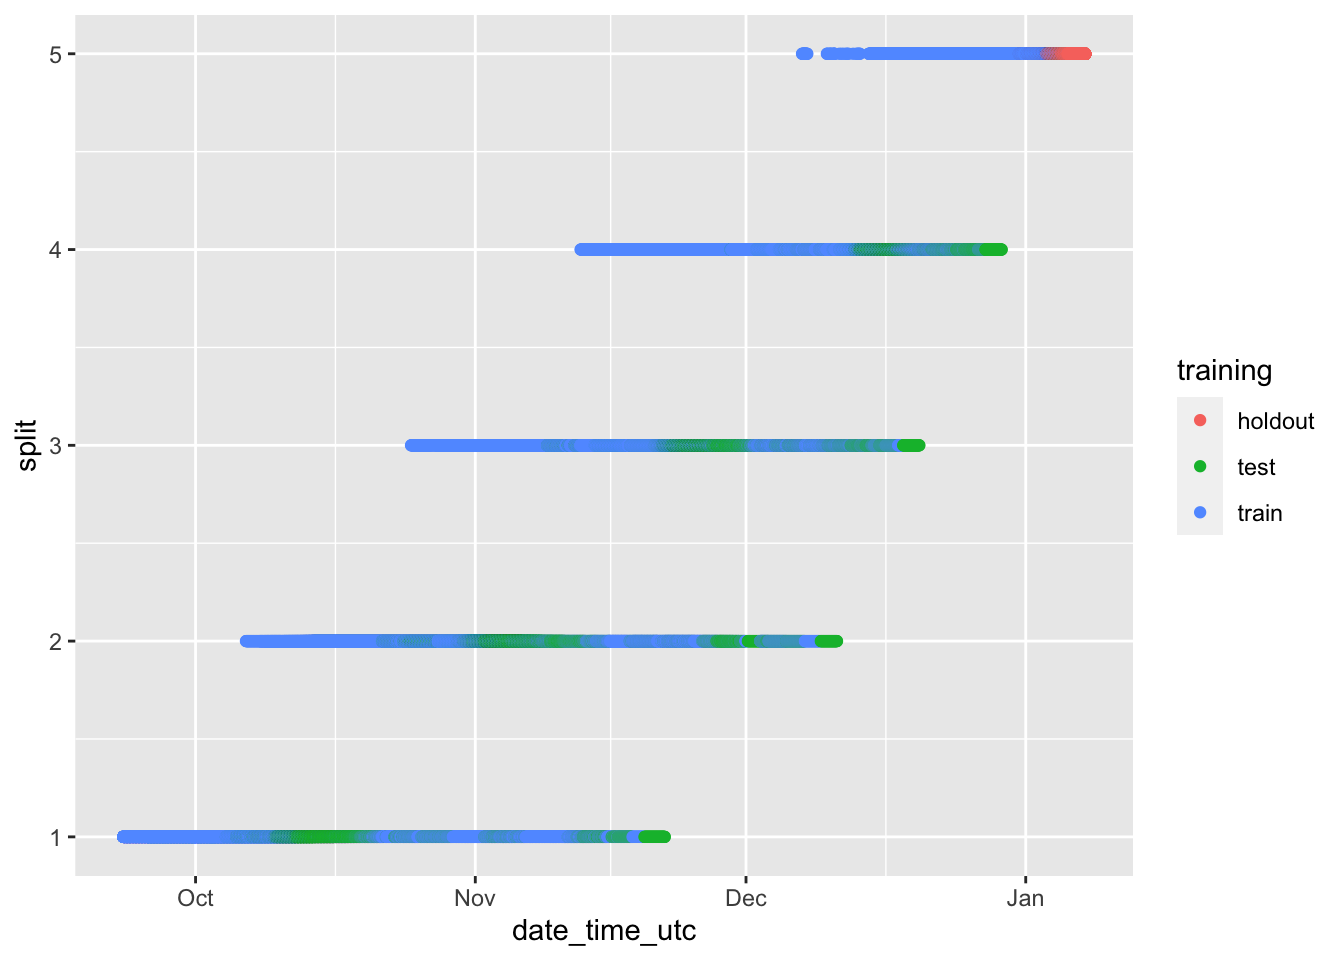 5
4
3
2
1
split
Oct Nov Dec Jan
date_time_utc
training
holdout
test
train